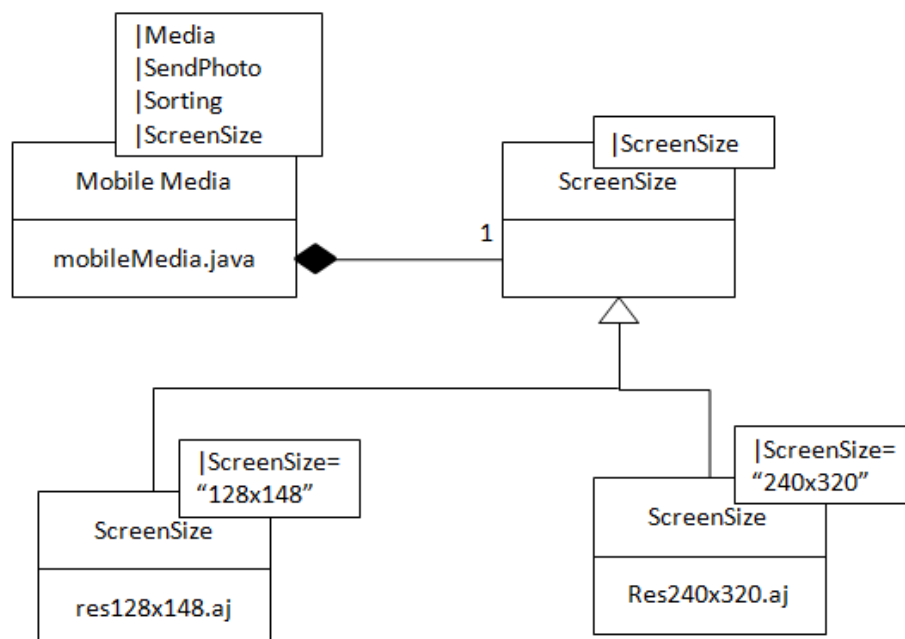 |Media
|SendPhoto
|Sorting
|ScreenSize
Mobile Media
mobileMedia.java
1
|ScreenSize
ScreenSize
|ScreenSize=
“128x148”
ScreenSize
res128x148.aj
|ScreenSize=
“240x320”
ScreenSize
Res240x320.aj